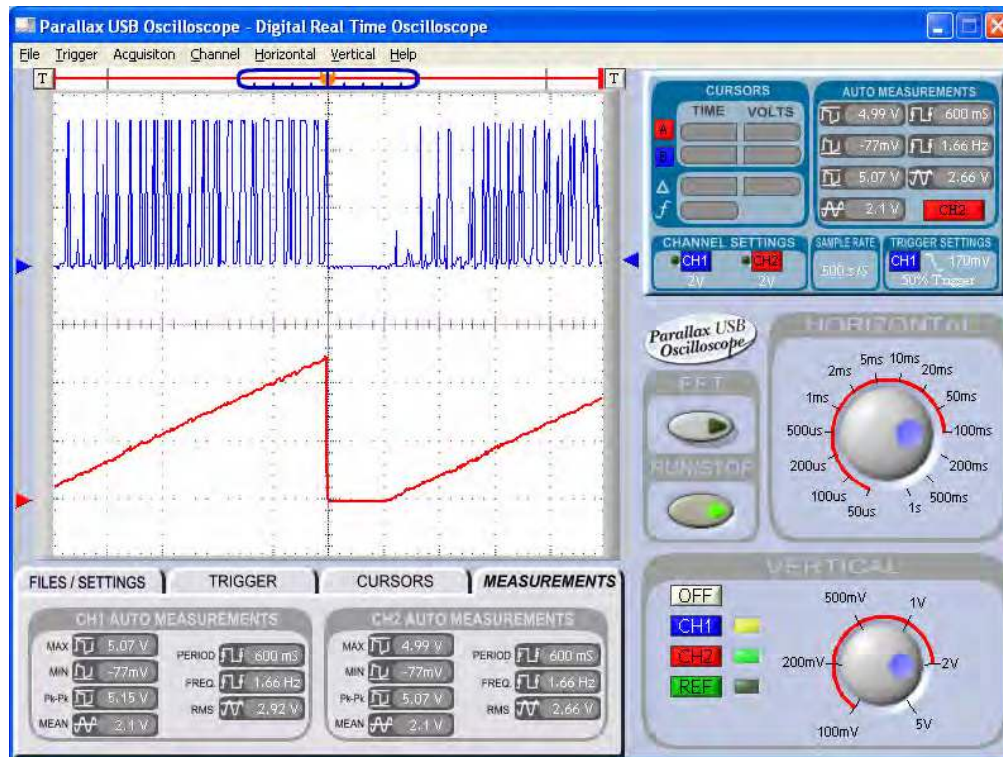 Parallax USB Oscilloscope - Digital Real Time Oscilloscope
File Trigger Acquisiton Channel Horizontal Vertical Help
T T
CURSORS
TIME VOLTS
A
B
Δ
f
AUTO MEASUREMENTS
4.99 V 600 mS
-77mV 1.66 Hz
5.07 V 2.66 V
2.1 V CH2
CHANNEL SETTINGS
CH1 CH2
2V 2V
SAMPLE RATE
500 s/S
TRIGGER SETTINGS
CH1 170mV
50% Trigger
Parallax USB
Oscilloscope
FFT
RUN/STOP
HORIZONTAL
5ms 10ms
2ms 20ms
1ms 50ms
500us 100ms
200us 200ms
100us 500ms
50us 1s
FILES / SETTINGS TRIGGER CURSORS MEASUREMENTS
CH1 AUTO MEASUREMENTS
MAX 5.07 V
MIN -77mV
Pk-Pk 5.15 V
MEAN 2.1 V
PERIOD 600 mS
FREQ. 1.66 Hz
RMS 2.92 V
CH2 AUTO MEASUREMENTS
MAX 4.99 V
MIN -77mV
Pk-Pk 5.07 V
MEAN 2.1 V
PERIOD 600 mS
FREQ. 1.66 Hz
RMS 2.66 V
VERTICAL
OFF
CH1
CH2
REF
500mV 1V
200mV 2V
100mV 5V